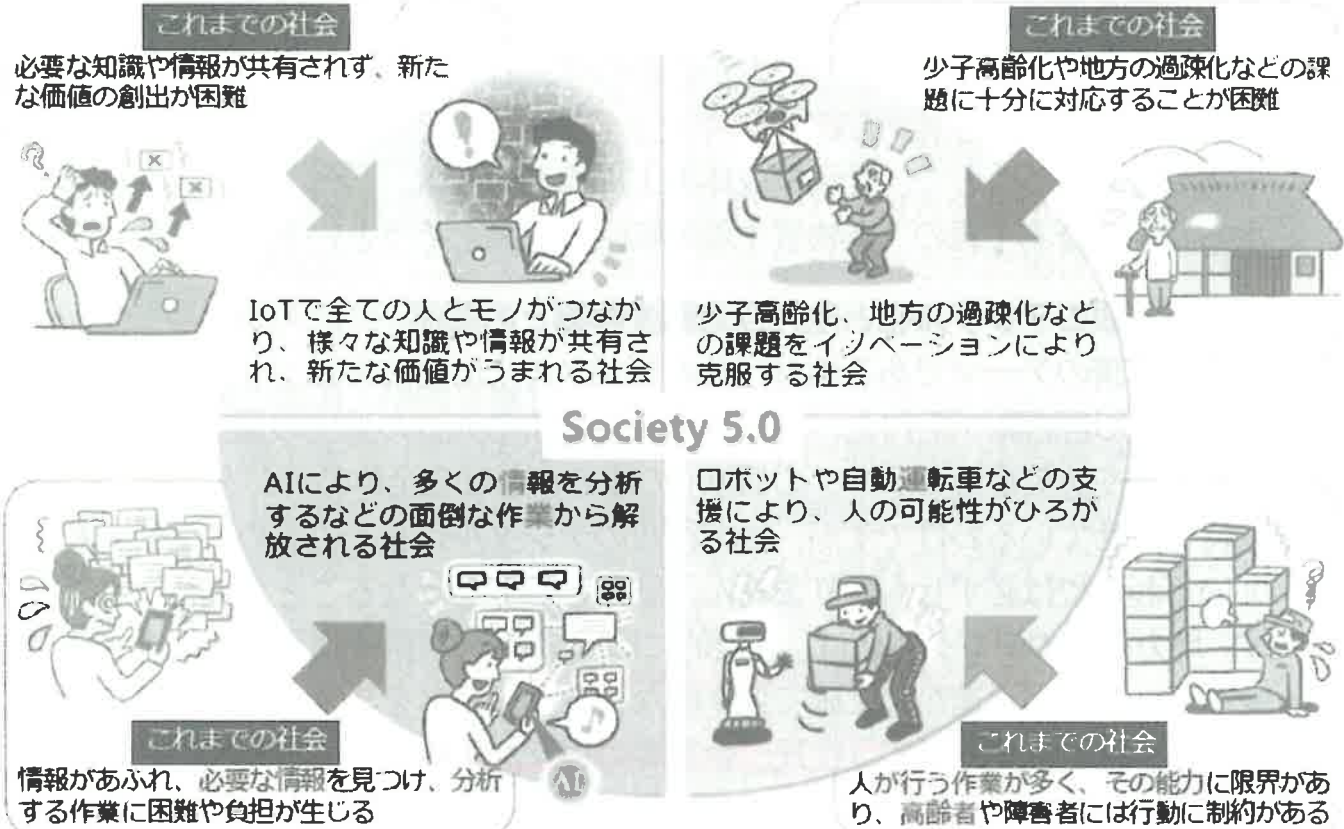 これまでの社会
必要な知識や情報が共有されず、新た
な価値の創出が困難
IoTで全ての人とモノがつなが
り、様々な知識や情報が共有さ
れ、新たな価値がうまれる社会
これまでの社会
少子高齢化や地方の過疎化などの課
題に十分に対応することが困難
少子高齢化、地方の過疎化など
の課題をイノベーションにより
克服する社会
Society 5.0
AIにより、多くの情報を分析
するなどの面倒な作業から解
放される社会
AI
これまでの社会
情報があふれ、必要な情報を見つけ、分析
する作業に困難や負担が生じる
ロボットや自動運転車などの支
援により、人の可能性がひろが
る社会
これまでの社会
人が行う作業が多く、その能力に限界があ
り、高齢者や障害者には行動に制約がある